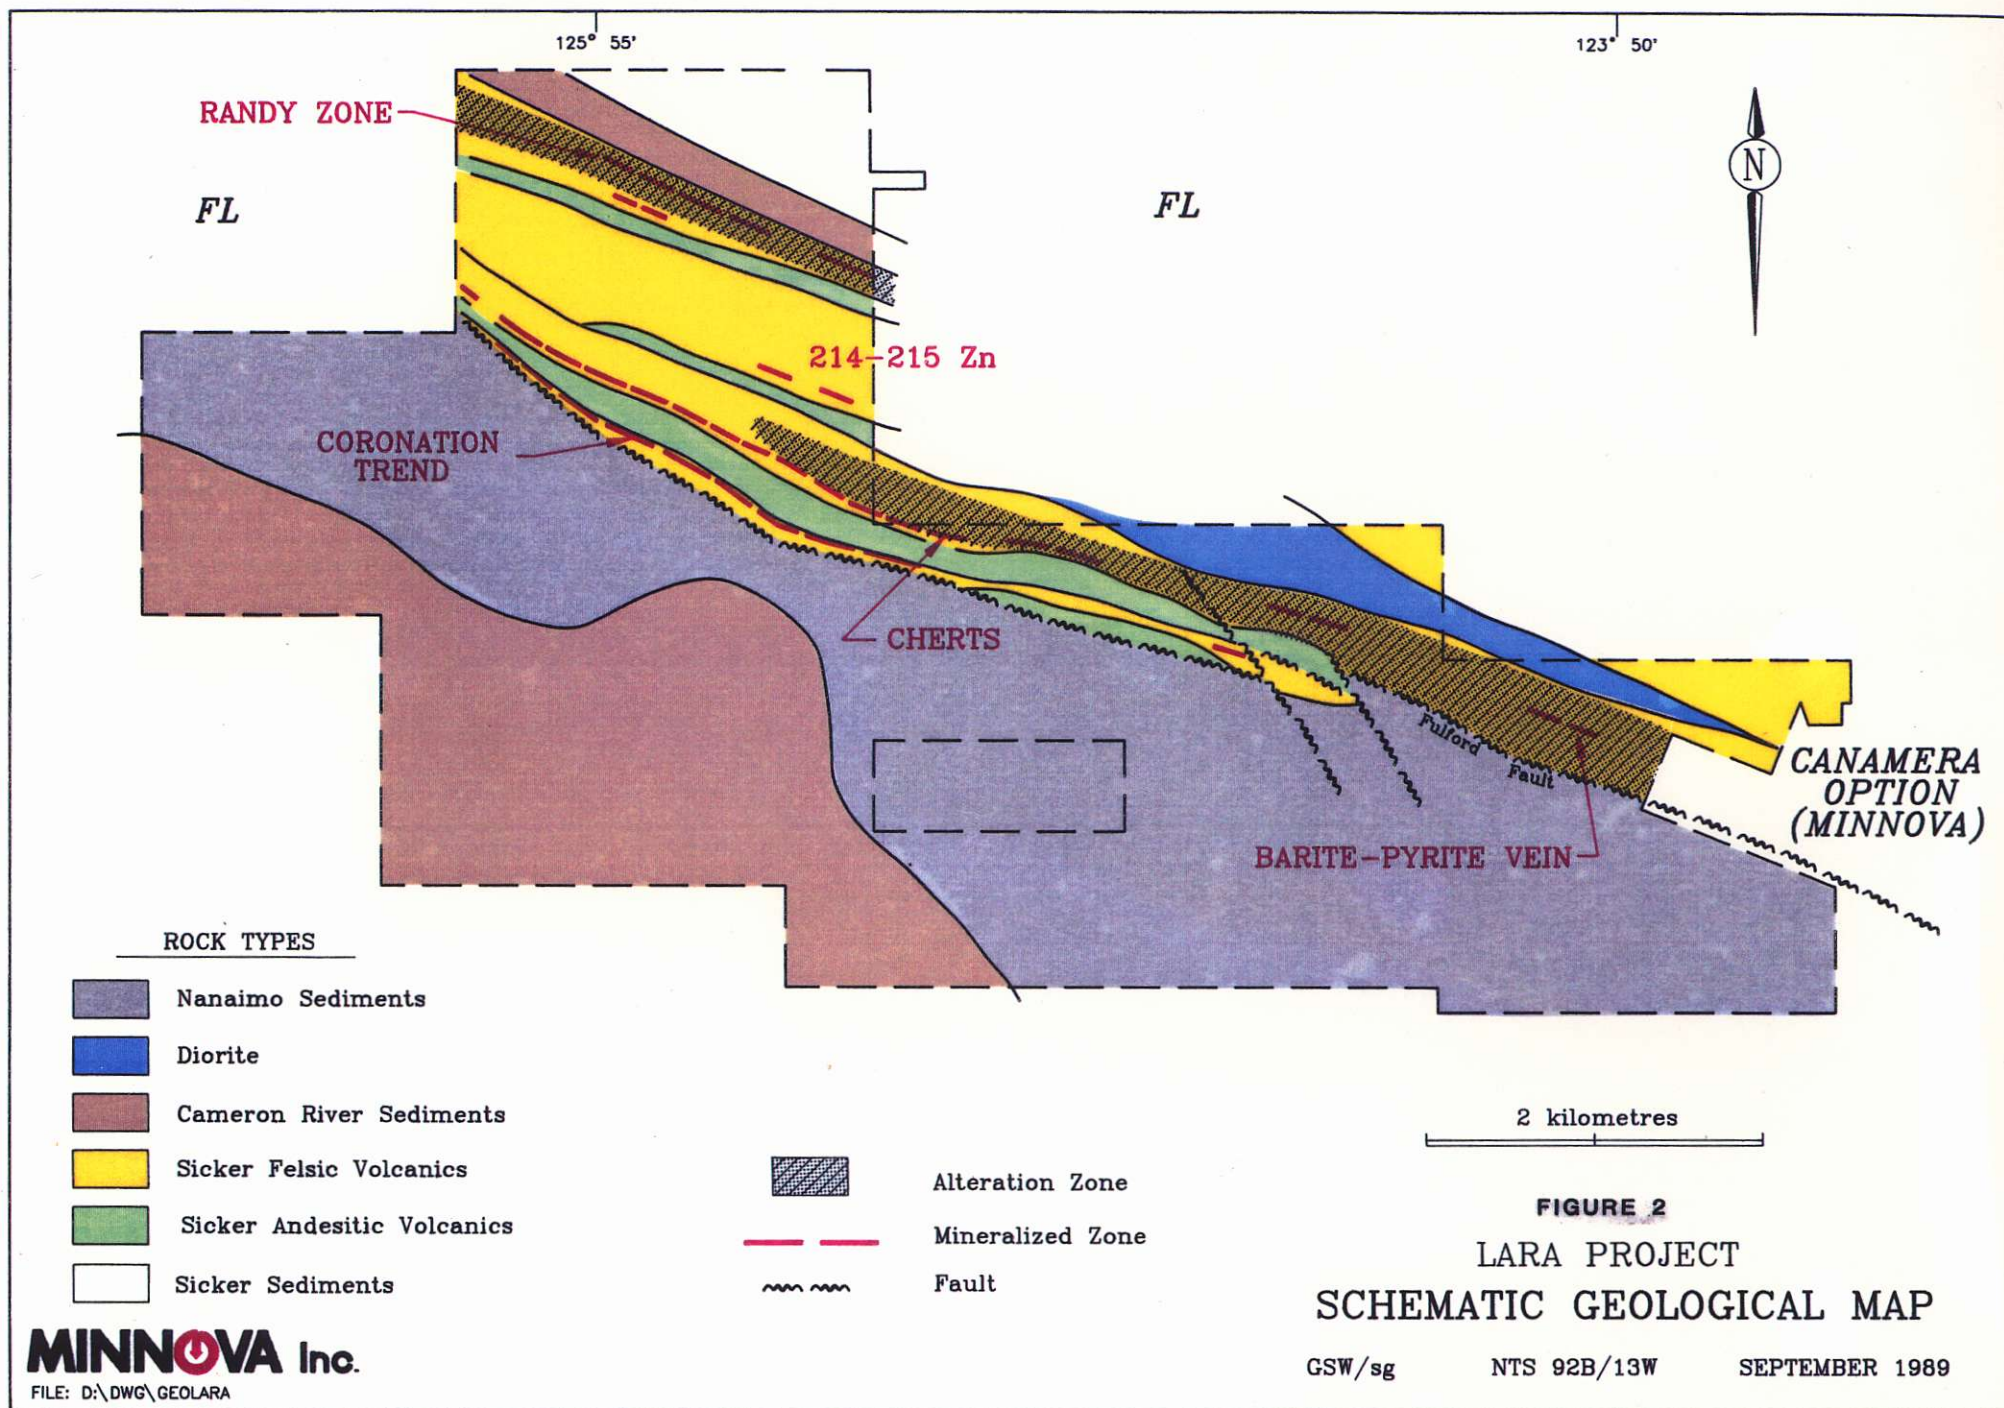 125° 55'
123° 50'
RANDY ZONE
N
FL
FL
214-215 Zn
CORONATION
TREND
CHERTS
Fulford
Fault
CANAMERA
OPTION
(MINNOVA)
BARITE-PYRITE VEIN
ROCK TYPES
Nanaimo Sediments
Diorite
Cameron River Sediments
Sicker Felsic Volcanics
Sicker Andesitic Volcanics
Sicker Sediments
Alteration Zone
Mineralized Zone
Fault
2 kilometres
FIGURE 2
LARA PROJECT
SCHEMATIC GEOLOGICAL MAP
GSW/sg NTS 92B/13W SEPTEMBER 1989
MINNOVA Inc.
FILE: D:\DWG\GEOLARA